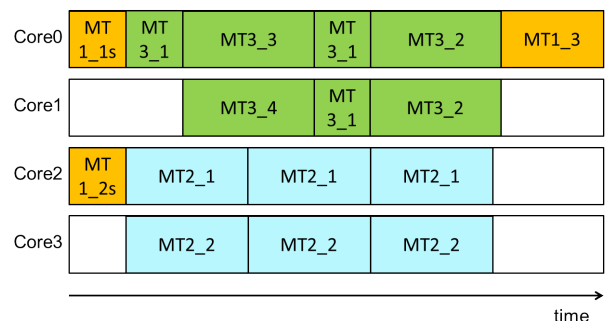 Core0
MT
1_1s
MT
3_1
MT3_3
MT
3_1
MT3_2
MT1_3
Core1
MT3_4
MT
3_1
MT3_2
Core2
MT
1_2s
MT2_1
MT2_1
MT2_1
Core3
MT2_2
MT2_2
MT2_2
time